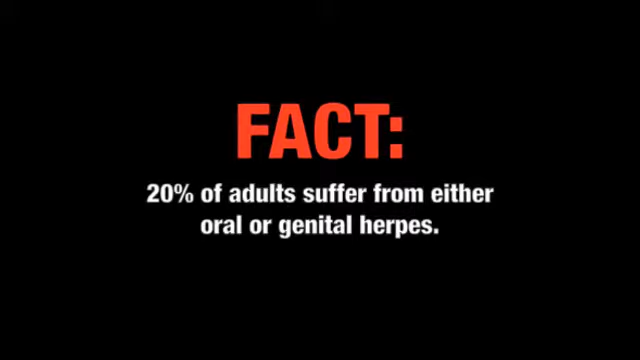 FACT:
20% of adults suffer from either
oral or genital herpes.